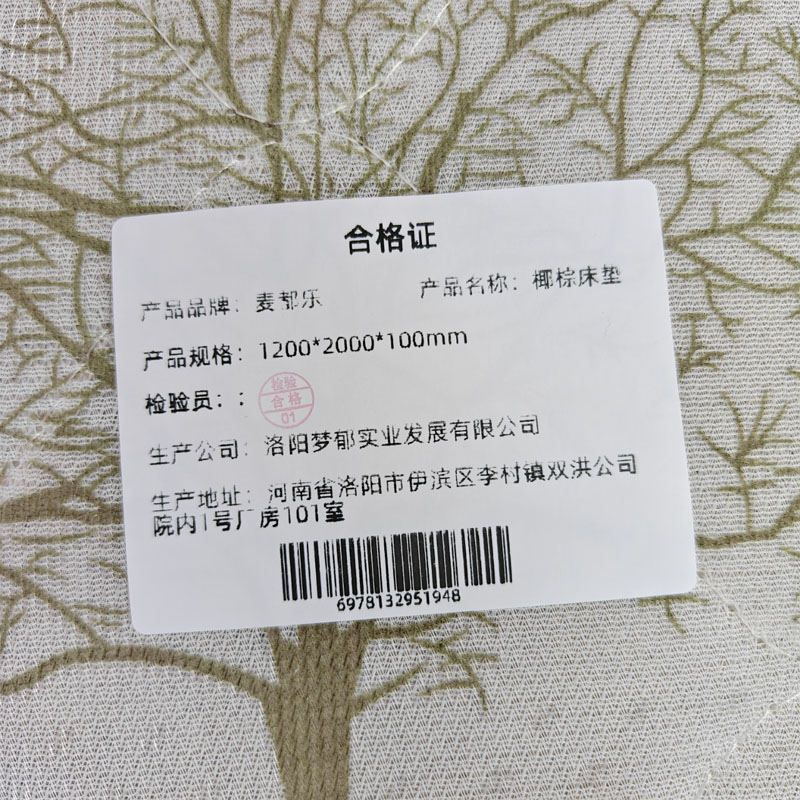 合格证
产品品牌：麦都乐 产品名称：椰棕床垫
产品规格：1200*2000*100mm
检验员：：
检验
合格
01
生产公司：洛阳梦郁实业发展有限公司
生产地址：河南省洛阳市伊滨区李村镇双洪公司
院内1号厂房101室
6978132951948